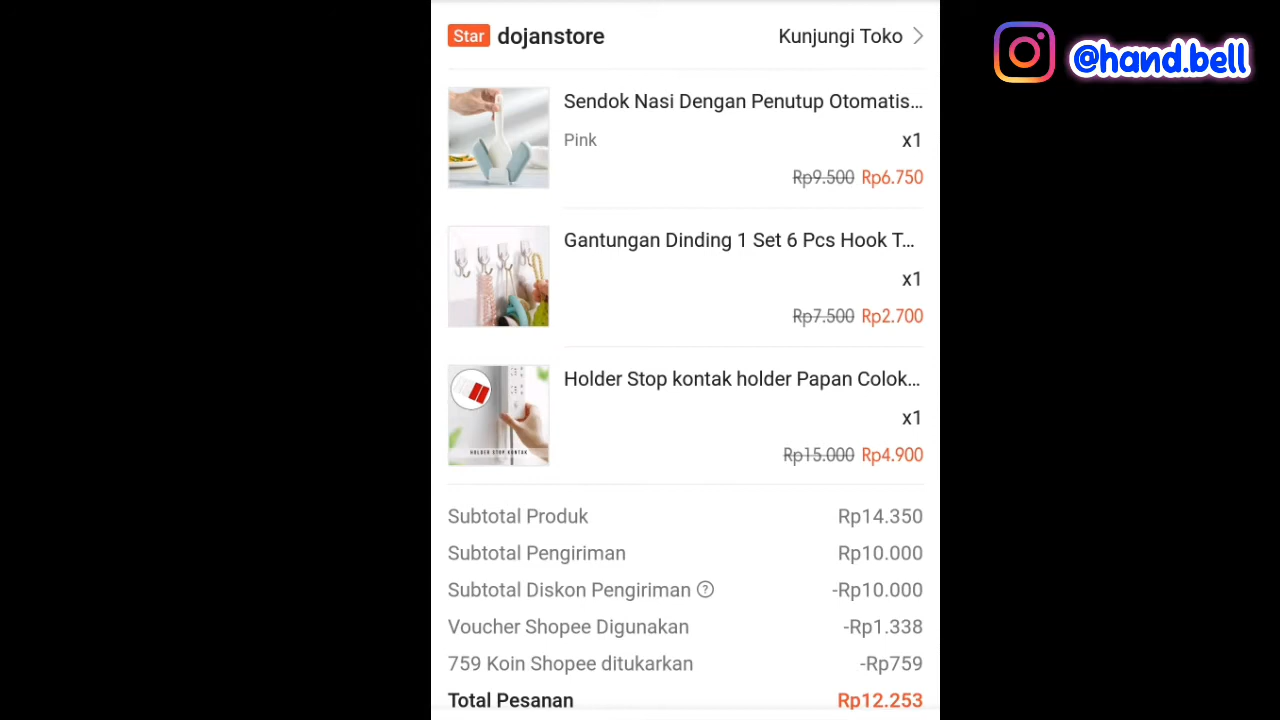 Star dojanstore Kunjungi Toko
@hand.bell
Sendok Nasi Dengan Penutup Otomatis...
Pink x1
Rp9.500 Rp6.750
Gantungan Dinding 1 Set 6 Pcs Hook T...
x1
Rp7.500 Rp2.700
Holder Stop kontak holder Papan Colok...
x1
HOLDER STOP KONTAK
Rp15.000 Rp4.900
Subtotal Produk Rp14.350
Subtotal Pengiriman Rp10.000
Subtotal Diskon Pengiriman ? -Rp10.000
Voucher Shopee Digunakan -Rp1.338
759 Koin Shopee ditukarkan -Rp759
Total Pesanan Rp12.253